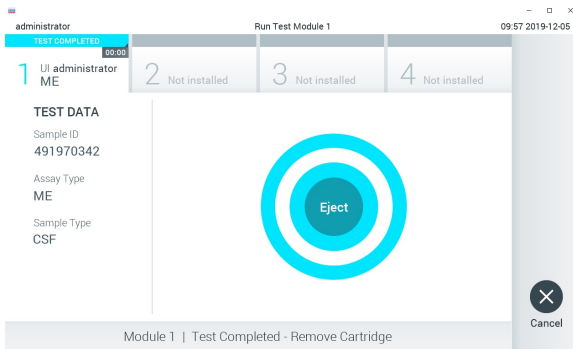 administrator Run Test Module 1 09:57 2019-12-05
TEST COMPLETED
00:00
1 UI administrator
ME
2 Not installed
3 Not installed
4 Not installed
TEST DATA
Sample ID
491970342
Assay Type
ME
Sample Type
CSF
Eject
Cancel
Module 1 | Test Completed - Remove Cartridge